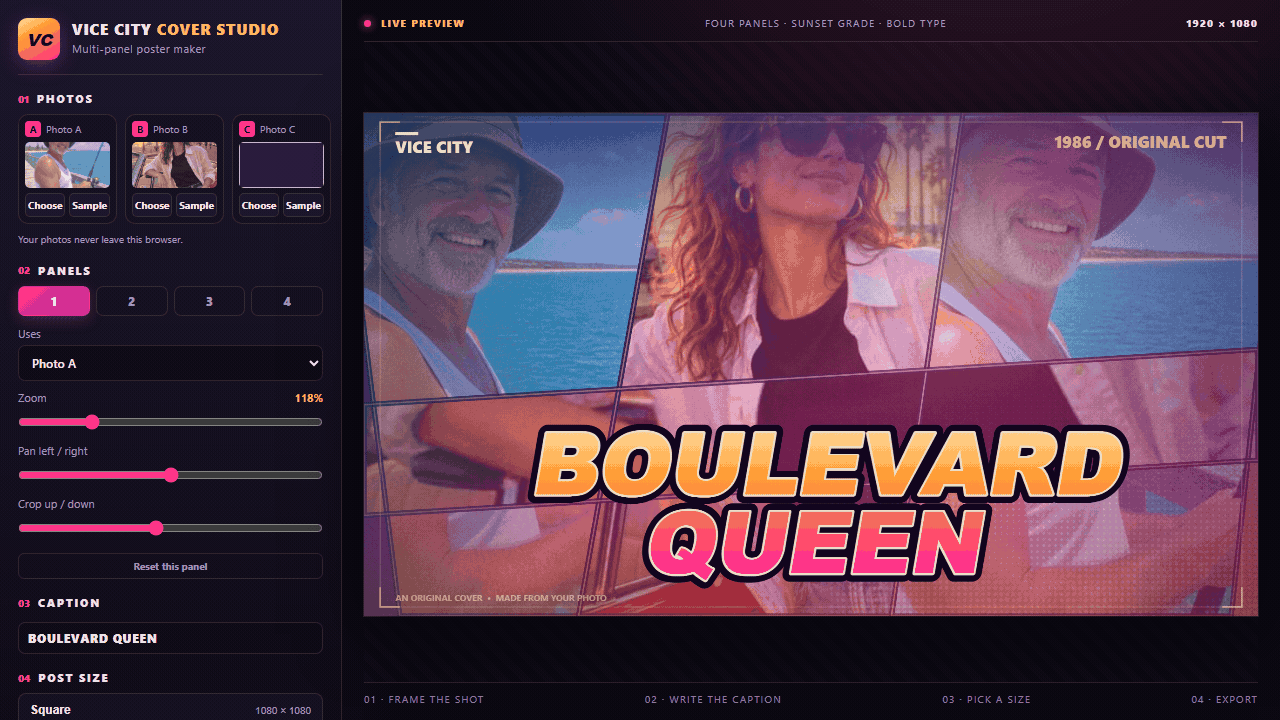 VC
VICE CITY COVER STUDIO
Multi-panel poster maker
01 PHOTOS
A Photo A
Choose Sample
B Photo B
Choose Sample
C Photo C
Choose Sample
Your photos never leave this browser.
02 PANELS
1 2 3 4
Uses
Photo A
Zoom 118%
Pan left / right
Crop up / down
Reset this panel
03 CAPTION
BOULEVARD QUEEN
04 POST SIZE
Square 1080 × 1080
LIVE PREVIEW
FOUR PANELS · SUNSET GRADE · BOLD TYPE
1920 × 1080
VICE CITY
1986 / ORIGINAL CUT
BOULEVARD
QUEEN
AN ORIGINAL COVER • MADE FROM YOUR PHOTO
01 · FRAME THE SHOT
02 · WRITE THE CAPTION
03 · PICK A SIZE
04 · EXPORT